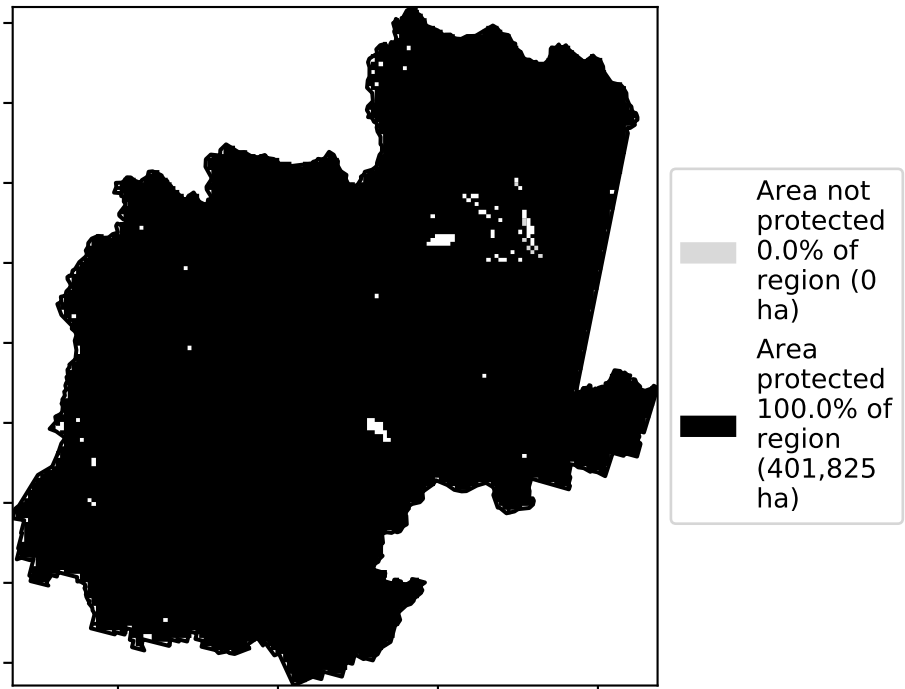 Area not
protected
0.0% of
region (0
ha)
Area
protected
100.0% of
region
(401,825
ha)